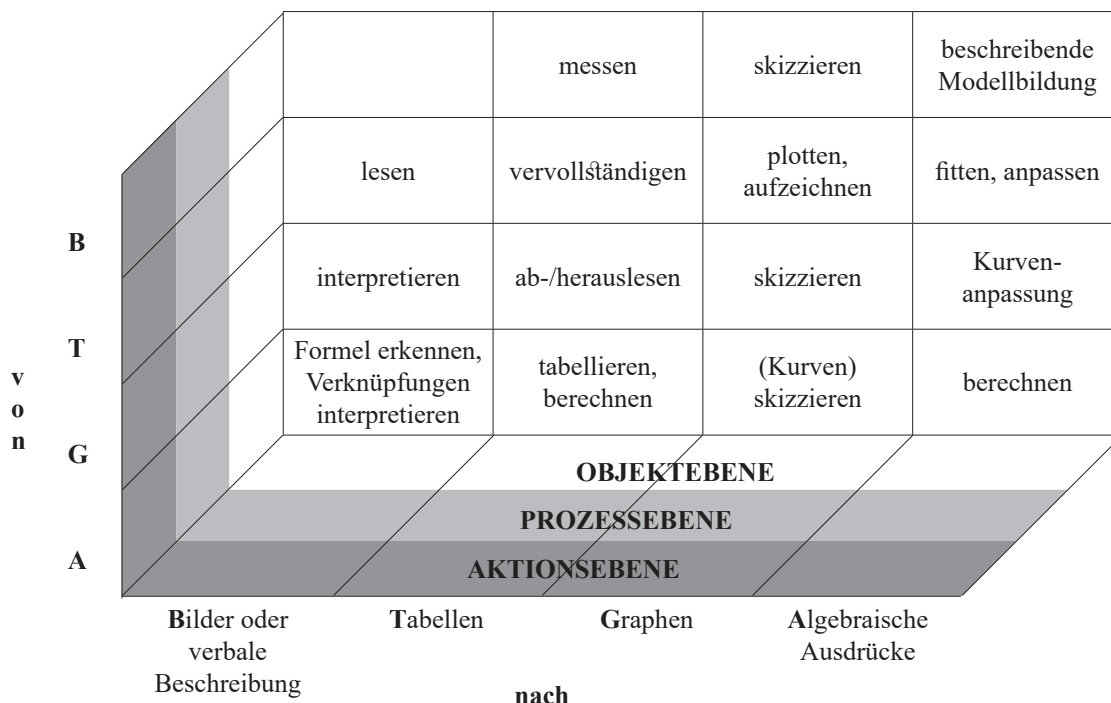 messen
skizzieren
beschreibende
Modellbildung
lesen
vervollständigen
plotten,
aufzeichnen
fitten, anpassen
B
interpretieren
ab-/herauslesen
skizzieren
Kurven-
anpassung
T
Formel erkennen,
Verknüpfungen
interpretieren
tabellieren,
berechnen
(Kurven)
skizzieren
berechnen
v
o
n
G
OBJEKTEBENE
PROZESSEBENE
A
AKTIONSEBENE
Bilder oder
verbale
Beschreibung
Tabellen
Graphen
Algebraische
Ausdrücke
nach